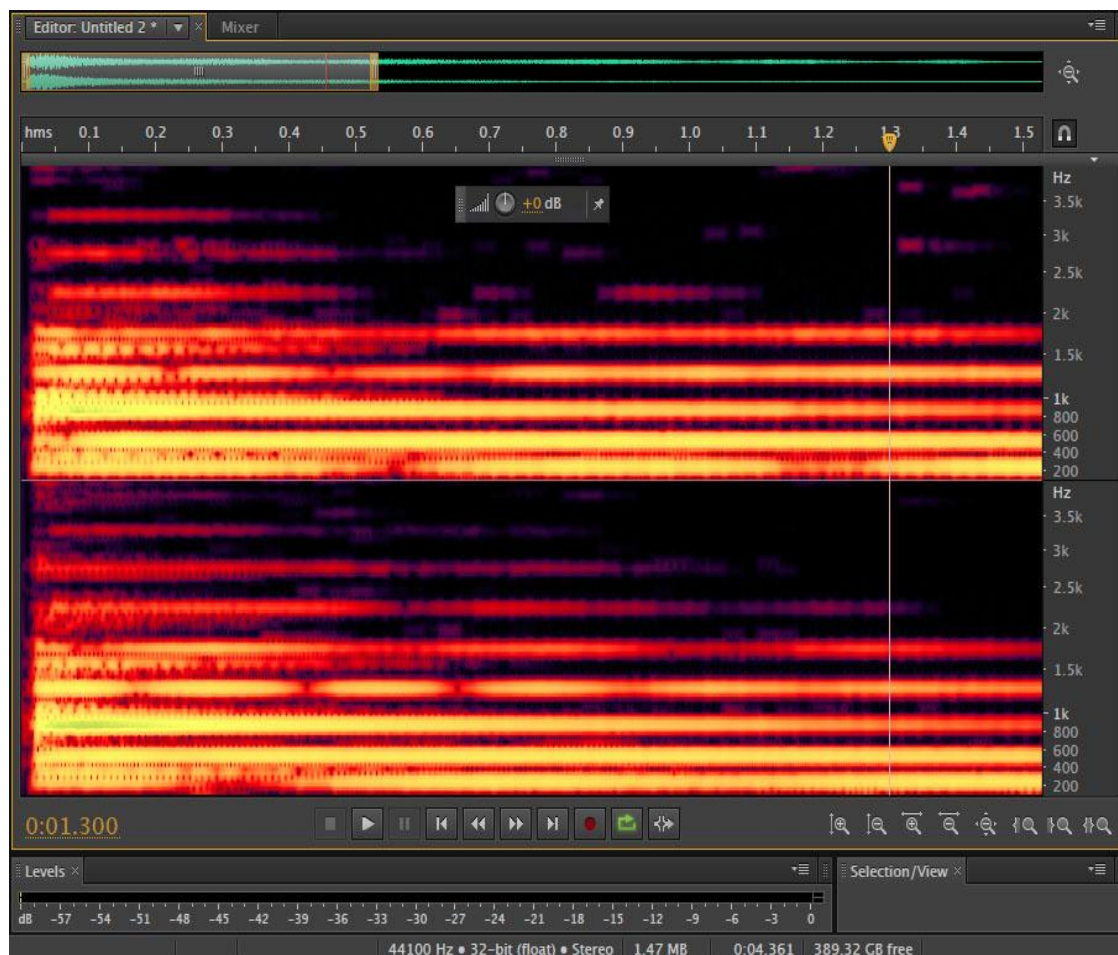 Editor: Untitled 2 * Mixer
hms 0.1 0.2 0.3 0.4 0.5 0.6 0.7 0.8 0.9 1.0 1.1 1.2 1.3 1.4 1.5
+0 dB
Hz
3.5k
3k
2.5k
2k
1.5k
1k
800
600
400
200
Hz
3.5k
3k
2.5k
2k
1.5k
1k
800
600
400
200
0:01.300
Levels × Selection/View ×
dB -57 -54 -51 -48 -45 -42 -39 -36 -33 -30 -27 -24 -21 -18 -15 -12 -9 -6 -3 0
44100 Hz • 32-bit (float) • Stereo 1.47 MB 0:04.361 389.32 GB free